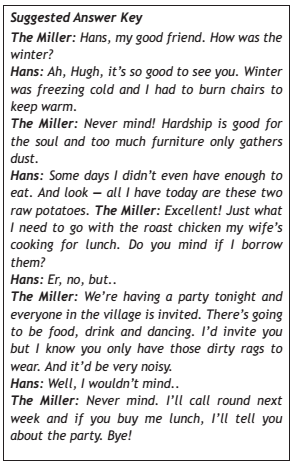 Suggested Answer Key
The Miller: Hans, my good friend. How was the
winter?
Hans: Ah, Hugh, it's so good to see you. Winter
was freezing cold and I had to burn chairs to
keep warm.
The Miller: Never mind! Hardship is good for
the soul and too much furniture only gathers
dust.
Hans: Some days I didn't even have enough to
eat. And look — all I have today are these two
raw potatoes. The Miller: Excellent! Just what
I need to go with the roast chicken my wife's
cooking for lunch. Do you mind if I borrow
them?
Hans: Er, no, but..
The Miller: We're having a party tonight and
everyone in the village is invited. There's going
to be food, drink and dancing. I'd invite you
but I know you only have those dirty rags to
wear. And it'd be very noisy.
Hans: Well, I wouldn't mind..
The Miller: Never mind. I'll call round next
week and if you buy me lunch, I'll tell you
about the party. Bye!